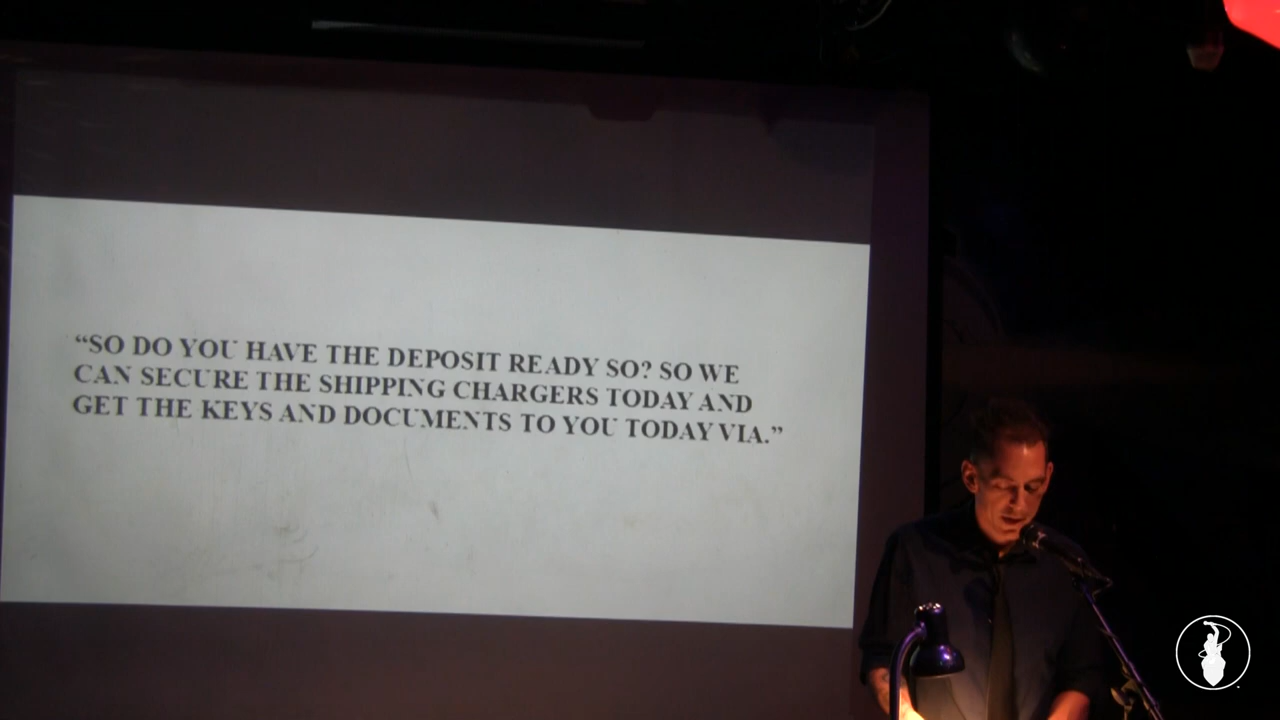 “SO DO YOU HAVE THE DEPOSIT READY SO? SO WE
CAN SECURE THE SHIPPING CHARGERS TODAY AND
GET THE KEYS AND DOCUMENTS TO YOU TODAY VIA.”